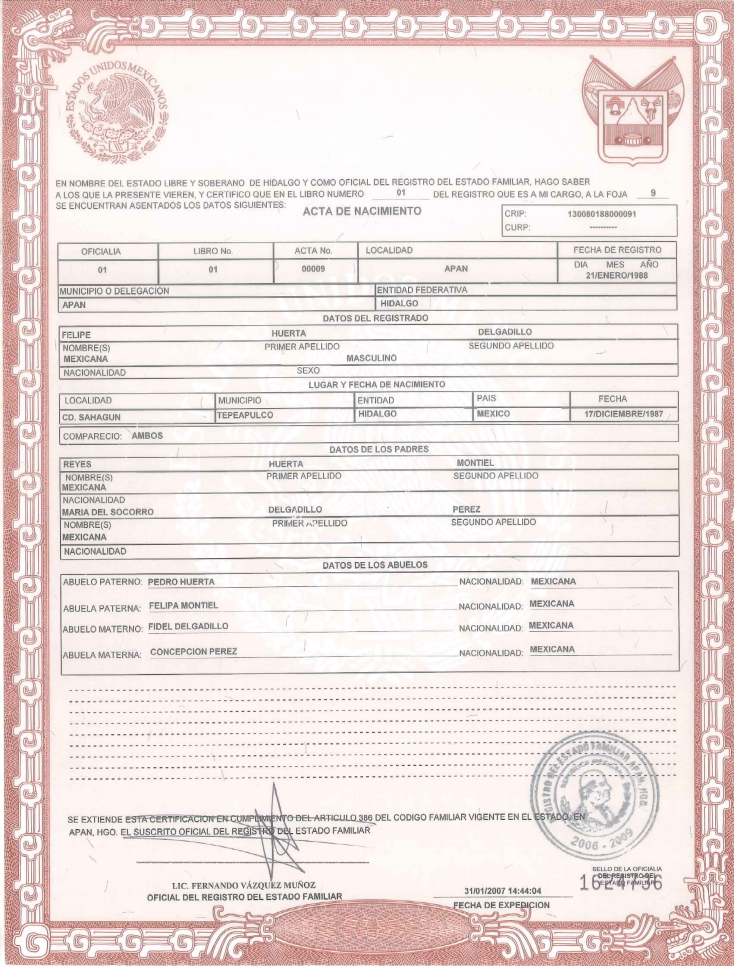 ESTADOS UNIDOS MEXICANOS
EN NOMBRE DEL ESTADO LIBRE Y SOBERANO DE HIDALGO Y COMO OFICIAL DEL REGISTRO DEL ESTADO FAMILIAR, HAGO SABER
A LOS QUE LA PRESENTE VIEREN, Y CERTIFICO QUE EN EL LIBRO NUMERO 01 DEL REGISTRO QUE ES A MI CARGO, A LA FOJA 9
SE ENCUENTRAN ASENTADOS LOS DATOS SIGUIENTES:
ACTA DE NACIMIENTO
CRIP: 130080188000091
CURP: ----------
OFICIALIA LIBRO No. ACTA No. LOCALIDAD FECHA DE REGISTRO
01 01 00009 APAN DIA MES AÑO
21/ENERO/1988
MUNICIPIO O DELEGACIÓN ENTIDAD FEDERATIVA
APAN HIDALGO
DATOS DEL REGISTRADO
FELIPE HUERTA DELGADILLO
NOMBRE(S) PRIMER APELLIDO SEGUNDO APELLIDO
MEXICANA MASCULINO
NACIONALIDAD SEXO
LUGAR Y FECHA DE NACIMIENTO
LOCALIDAD MUNICIPIO ENTIDAD PAIS FECHA
CD. SAHAGUN TEPEAPULCO HIDALGO MEXICO 17/DICIEMBRE/1987
COMPARECIO: AMBOS
DATOS DE LOS PADRES
REYES HUERTA MONTIEL
NOMBRE(S) PRIMER APELLIDO SEGUNDO APELLIDO
MEXICANA
NACIONALIDAD
MARIA DEL SOCORRO DELGADILLO PEREZ
NOMBRE(S) PRIMER APELLIDO SEGUNDO APELLIDO
MEXICANA
NACIONALIDAD
DATOS DE LOS ABUELOS
ABUELO PATERNO: PEDRO HUERTA NACIONALIDAD: MEXICANA
ABUELA PATERNA: FELIPA MONTIEL NACIONALIDAD: MEXICANA
ABUELO MATERNO: FIDEL DELGADILLO NACIONALIDAD: MEXICANA
ABUELA MATERNA: CONCEPCION PEREZ NACIONALIDAD: MEXICANA
REGISTRO DEL ESTADO FAMILIAR APAN, HGO.
2006 - 2009
SE EXTIENDE ESTA CERTIFICACION EN CUMPLIMIENTO DEL ARTICULO 386 DEL CODIGO FAMILIAR VIGENTE EN EL ESTADO, EN
APAN, HGO. EL SUSCRITO OFICIAL DEL REGISTRO DEL ESTADO FAMILIAR
SELLO DE LA OFICIALIA
DEL REGISTRO DEL
ESTADO FAMILIAR
LIC. FERNANDO VÁZQUEZ MUÑOZ
OFICIAL DEL REGISTRO DEL ESTADO FAMILIAR
31/01/2007 14:44:04
FECHA DE EXPEDICION